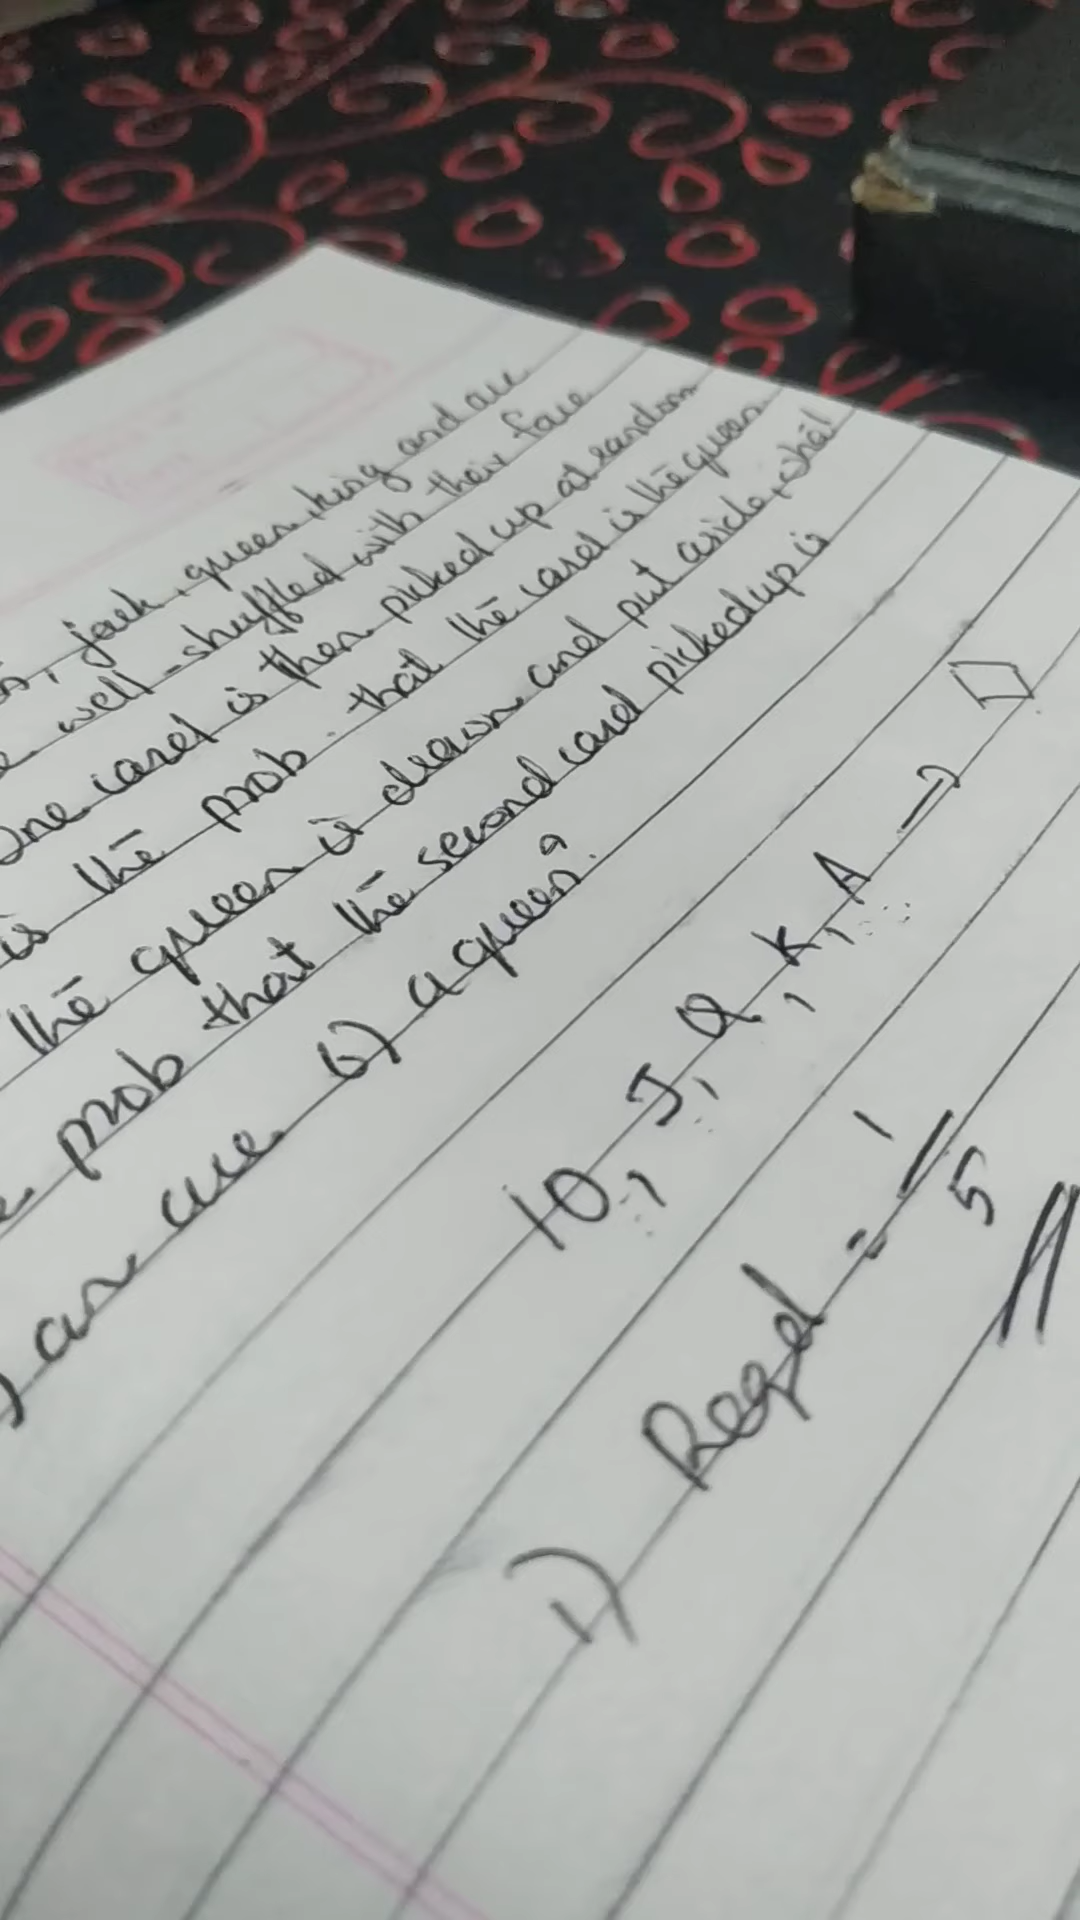 , jack, queen, king and ace
well-shuffled with their face
One card is then picked up at random
is the prob. that the card is the queen
the queen is drawn and put aside, what
prob that the second card picked up is
an ace b) a queen?
10, J, Q, K, A → ◇
1) Reqd = 1/5